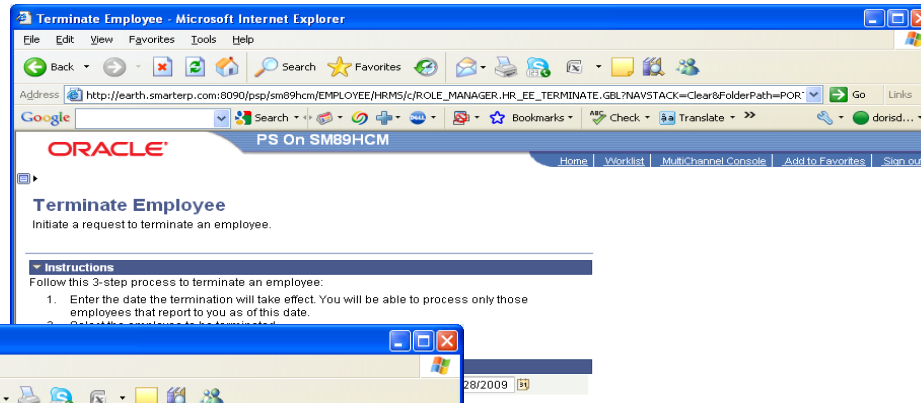 Terminate Employee - Microsoft Internet Explorer
File Edit View Favorites Tools Help
Back Search Favorites
Address http://earth.smarterp.com:8090/psp/sm89hcm/EMPLOYEE/HRMS/c/ROLE_MANAGER.HR_EE_TERMINATE.GBL?NAVSTACK=Clear&FolderPath=POR Go Links
Google Search Bookmarks Check Translate dorisd...
ORACLE PS On SM89HCM
Home Worklist MultiChannel Console Add to Favorites Sign out
Terminate Employee
Initiate a request to terminate an employee.
Instructions
Follow this 3-step process to terminate an employee:
1. Enter the date the termination will take effect. You will be able to process only those
employees that report to you as of this date.
28/2009